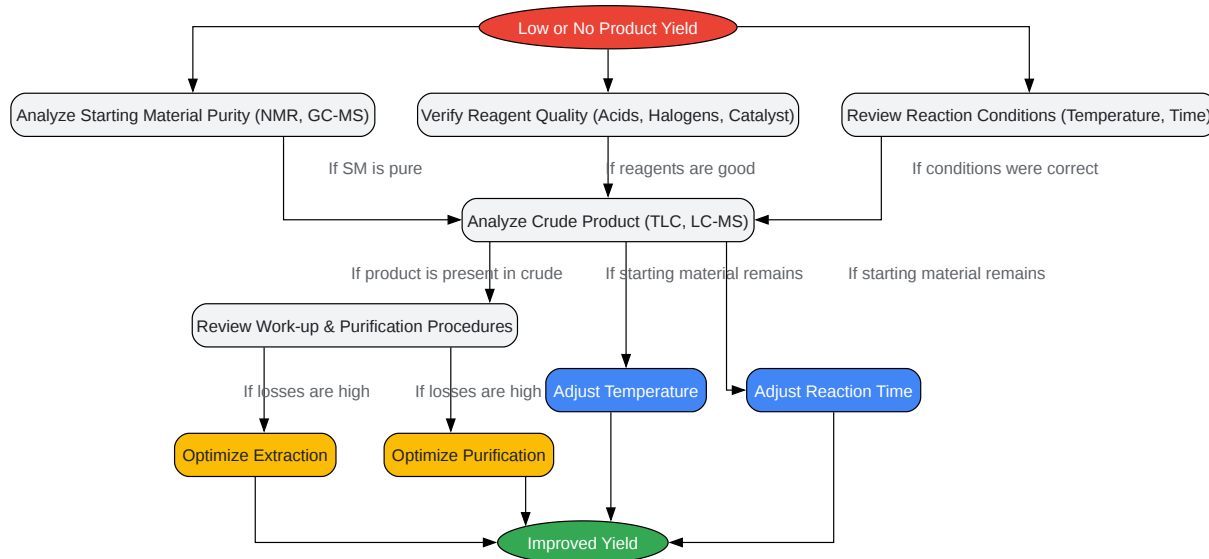 Low or No Product Yield
Analyze Starting Material Purity (NMR, GC-MS)
Verify Reagent Quality (Acids, Halogens, Catalyst)
Review Reaction Conditions (Temperature, Time)
If SM is pure
If reagents are good
If conditions were correct
Analyze Crude Product (TLC, LC-MS)
If product is present in crude
If starting material remains
If starting material remains
Review Work-up & Purification Procedures
If losses are high
If losses are high
Adjust Temperature
Adjust Reaction Time
Optimize Extraction
Optimize Purification
Improved Yield